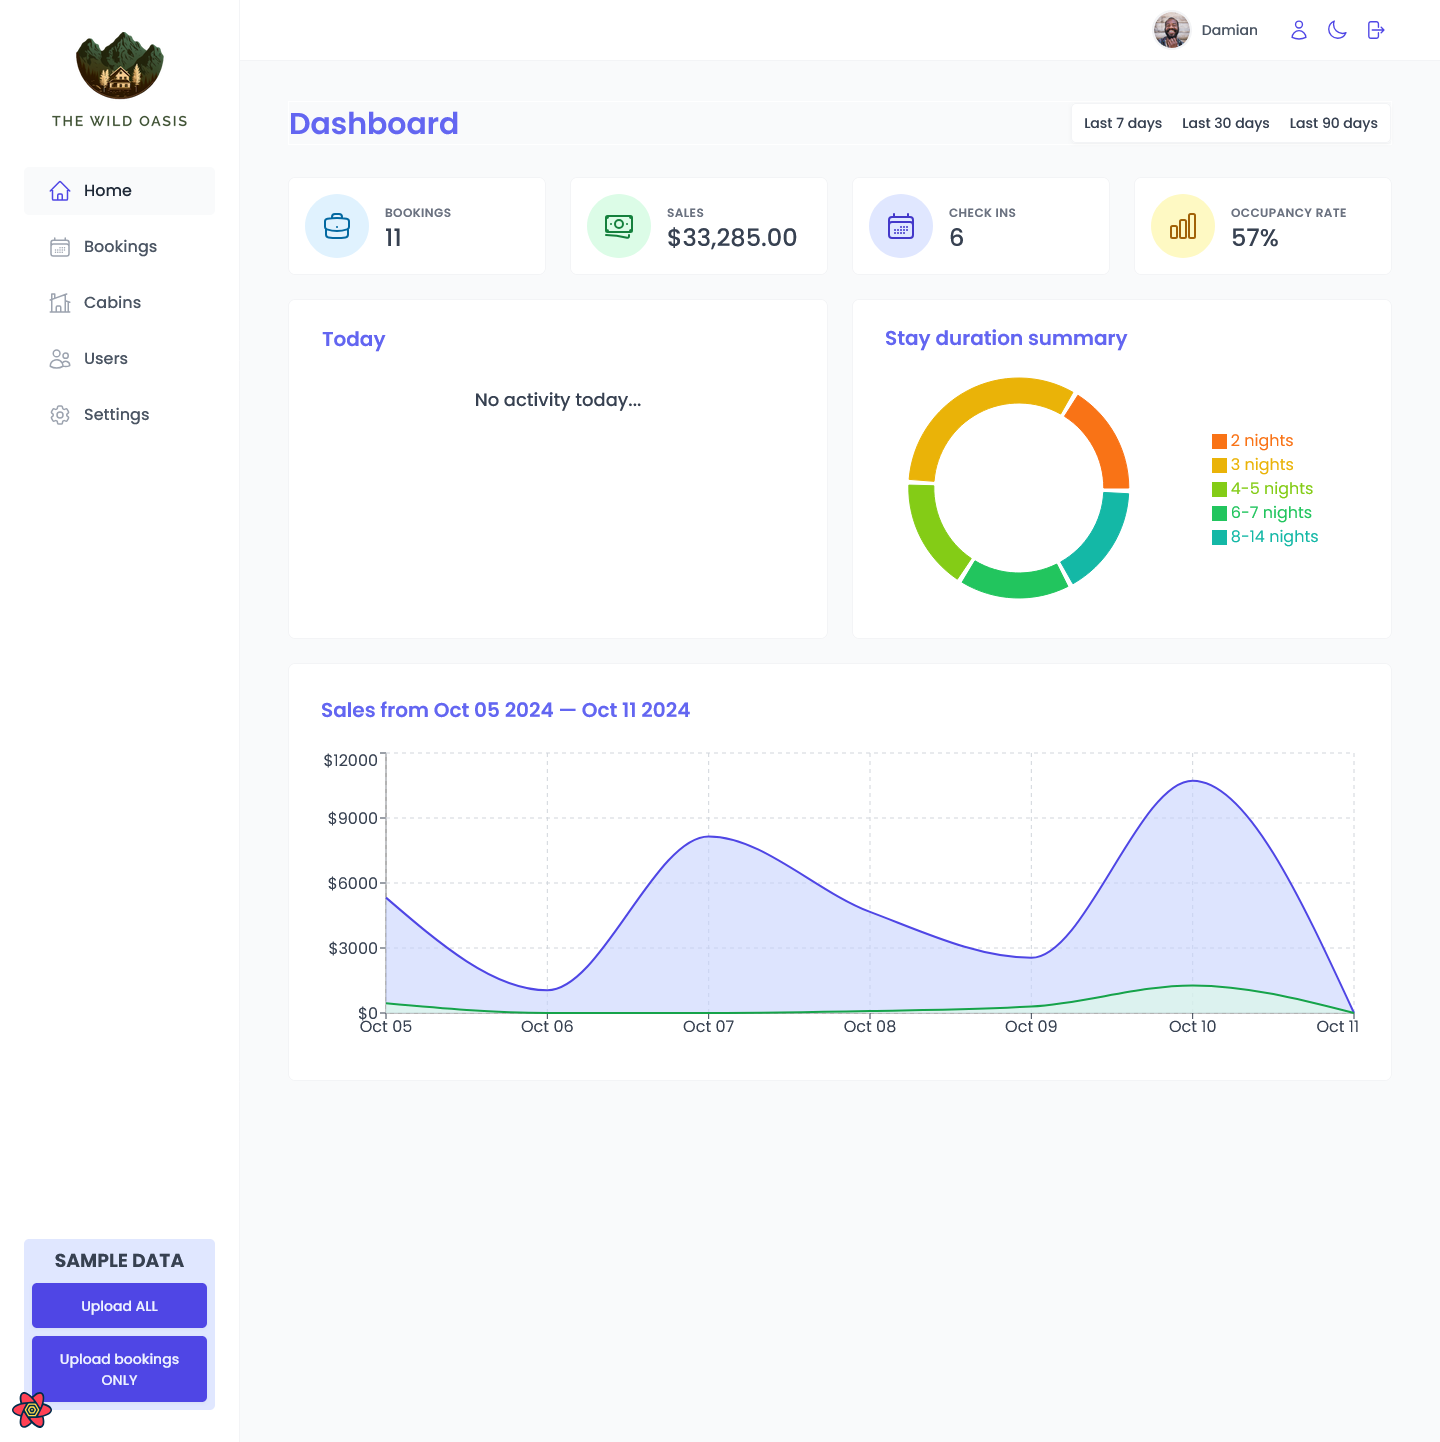 THE WILD OASIS
Home
Bookings
Cabins
Users
Settings
SAMPLE DATA
Upload ALL
Upload bookings
ONLY
Damian
Dashboard
Last 7 days
Last 30 days
Last 90 days
BOOKINGS
11
SALES
$33,285.00
CHECK INS
6
OCCUPANCY RATE
57%
Today
No activity today...
Stay duration summary
2 nights
3 nights
4-5 nights
6-7 nights
8-14 nights
Sales from Oct 05 2024 — Oct 11 2024
$12000
$9000
$6000
$3000
$0
Oct 05
Oct 06
Oct 07
Oct 08
Oct 09
Oct 10
Oct 11